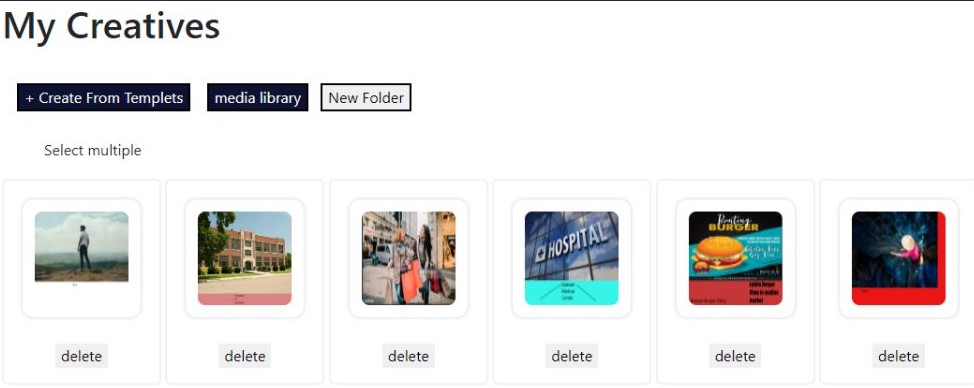 My Creatives
+ Create From Templets
media library
New Folder
Select multiple
HOSPITAL
BURGER
delete
delete
delete
delete
delete
delete